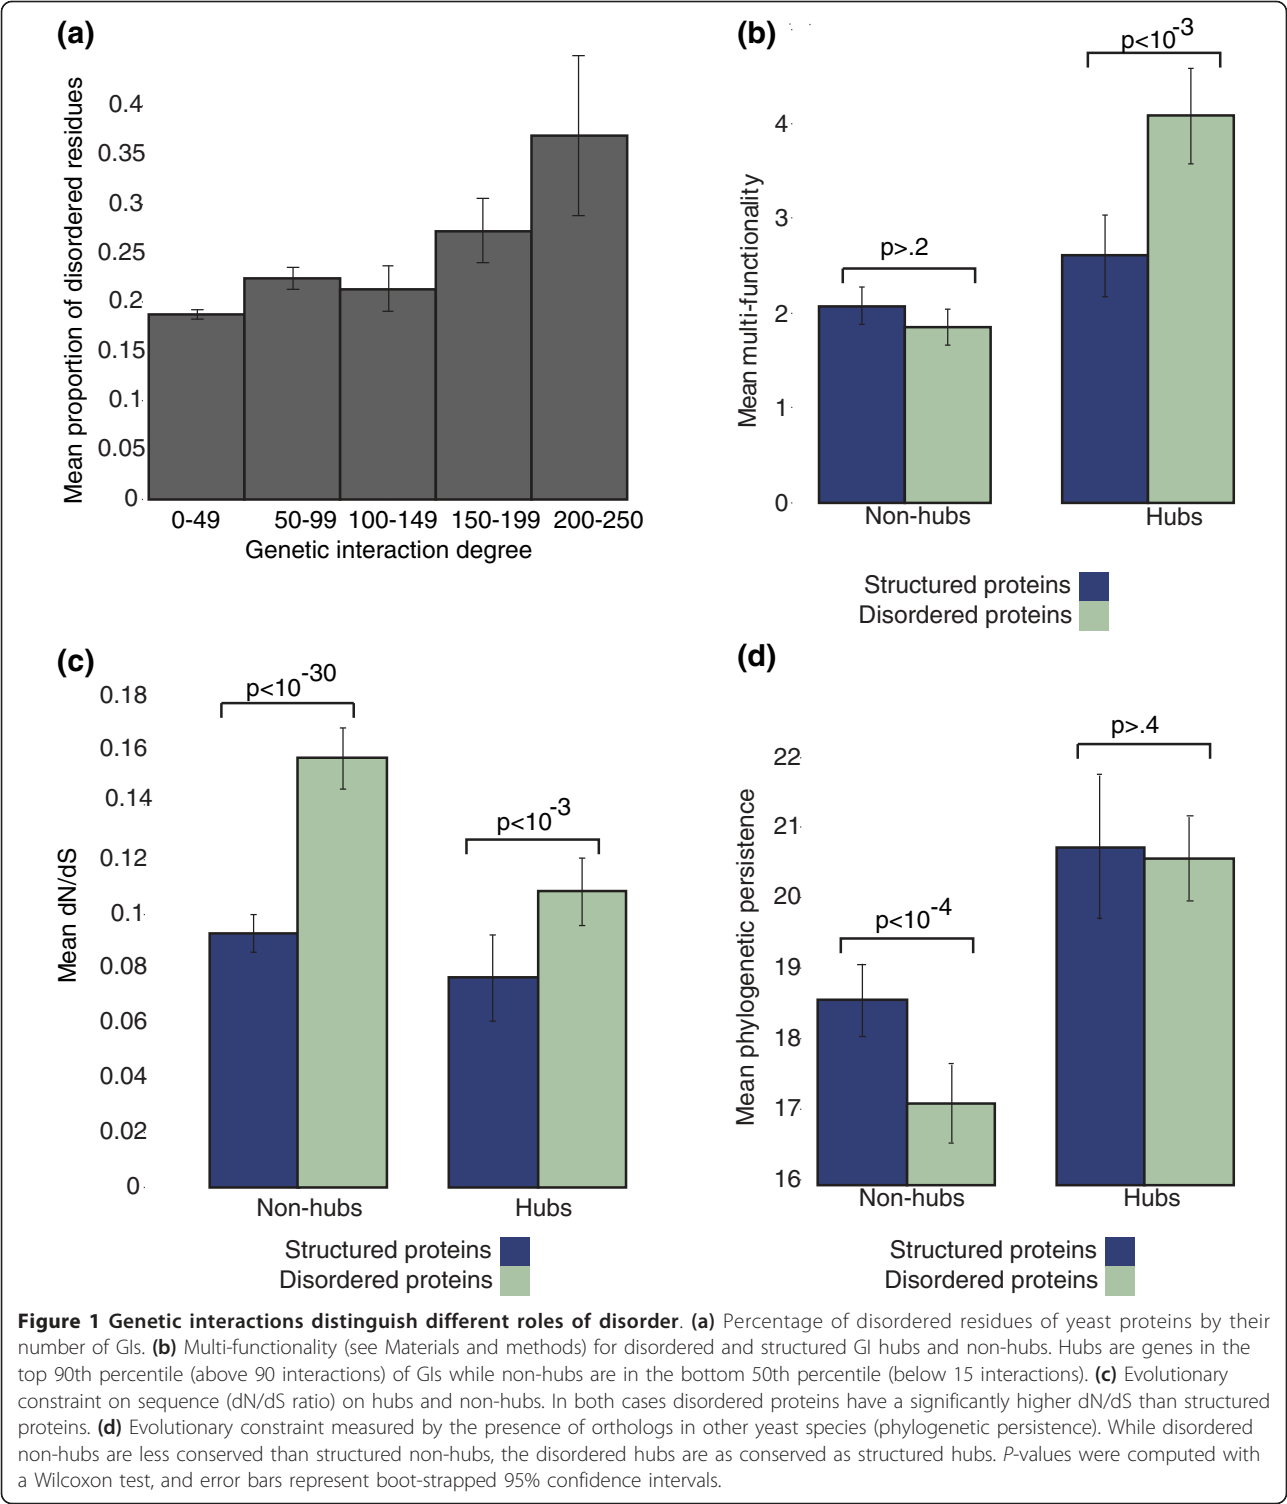 (a)
Mean proportion of disordered residues
0.4
0.35
0.3
0.25
0.2
0.15
0.1
0.05
0
0-49 50-99 100-149 150-199 200-250
Genetic interaction degree
(b)
Mean multi-functionality
4
3
2
1
0
p>.2
p<10-3
Non-hubs Hubs
Structured proteins
Disordered proteins
(c)
Mean dN/dS
0.18
0.16
0.14
0.12
0.1
0.08
0.06
0.04
0.02
0
p<10-30
p<10-3
Non-hubs Hubs
Structured proteins
Disordered proteins
(d)
Mean phylogenetic persistence
22
21
20
19
18
17
16
p<10-4
p>.4
Non-hubs Hubs
Structured proteins
Disordered proteins
Figure 1 Genetic interactions distinguish different roles of disorder. (a) Percentage of disordered residues of yeast proteins by their
number of GIs. (b) Multi-functionality (see Materials and methods) for disordered and structured GI hubs and non-hubs. Hubs are genes in the
top 90th percentile (above 90 interactions) of GIs while non-hubs are in the bottom 50th percentile (below 15 interactions). (c) Evolutionary
constraint on sequence (dN/dS ratio) on hubs and non-hubs. In both cases disordered proteins have a significantly higher dN/dS than structured
proteins. (d) Evolutionary constraint measured by the presence of orthologs in other yeast species (phylogenetic persistence). While disordered
non-hubs are less conserved than structured non-hubs, the disordered hubs are as conserved as structured hubs. P-values were computed with
a Wilcoxon test, and error bars represent boot-strapped 95% confidence intervals.